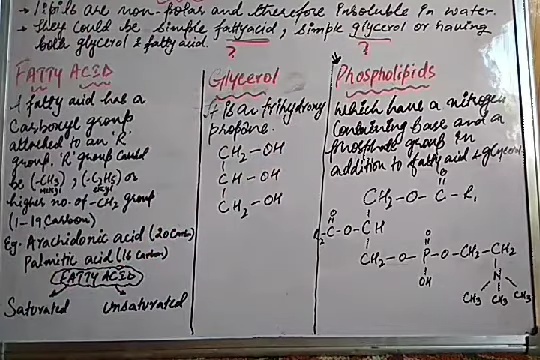 → Lipids are non-polar and therefore insoluble in water.
→ They could be simple fatty acid, simple glycerol or having
both glycerol & fatty acid.
? ?
FATTY ACID
A fatty acid has a
Carboxyl group
attached to an 'R'
group. 'R' group could
be (-CH3), (-C2H5) or
higher no. of -CH2 group
(1-19 Carbon)
Eg: Arachidonic acid (20 Carbon)
Palmitic acid (16 Carbon)
FATTY ACID
Saturated Unsaturated
Glycerol
It is a trihydroxy
propane.
CH2-OH
CH-OH
CH2-OH
Phospholipids
Which have a nitrogen
containing base and a
phosphate group in
addition to fatty acid & glycerol
O
CH2-O-C-R1
O
C-O-CH
O
CH2-O-P-O-CH2-CH2
OH N
CH3 CH3 CH3